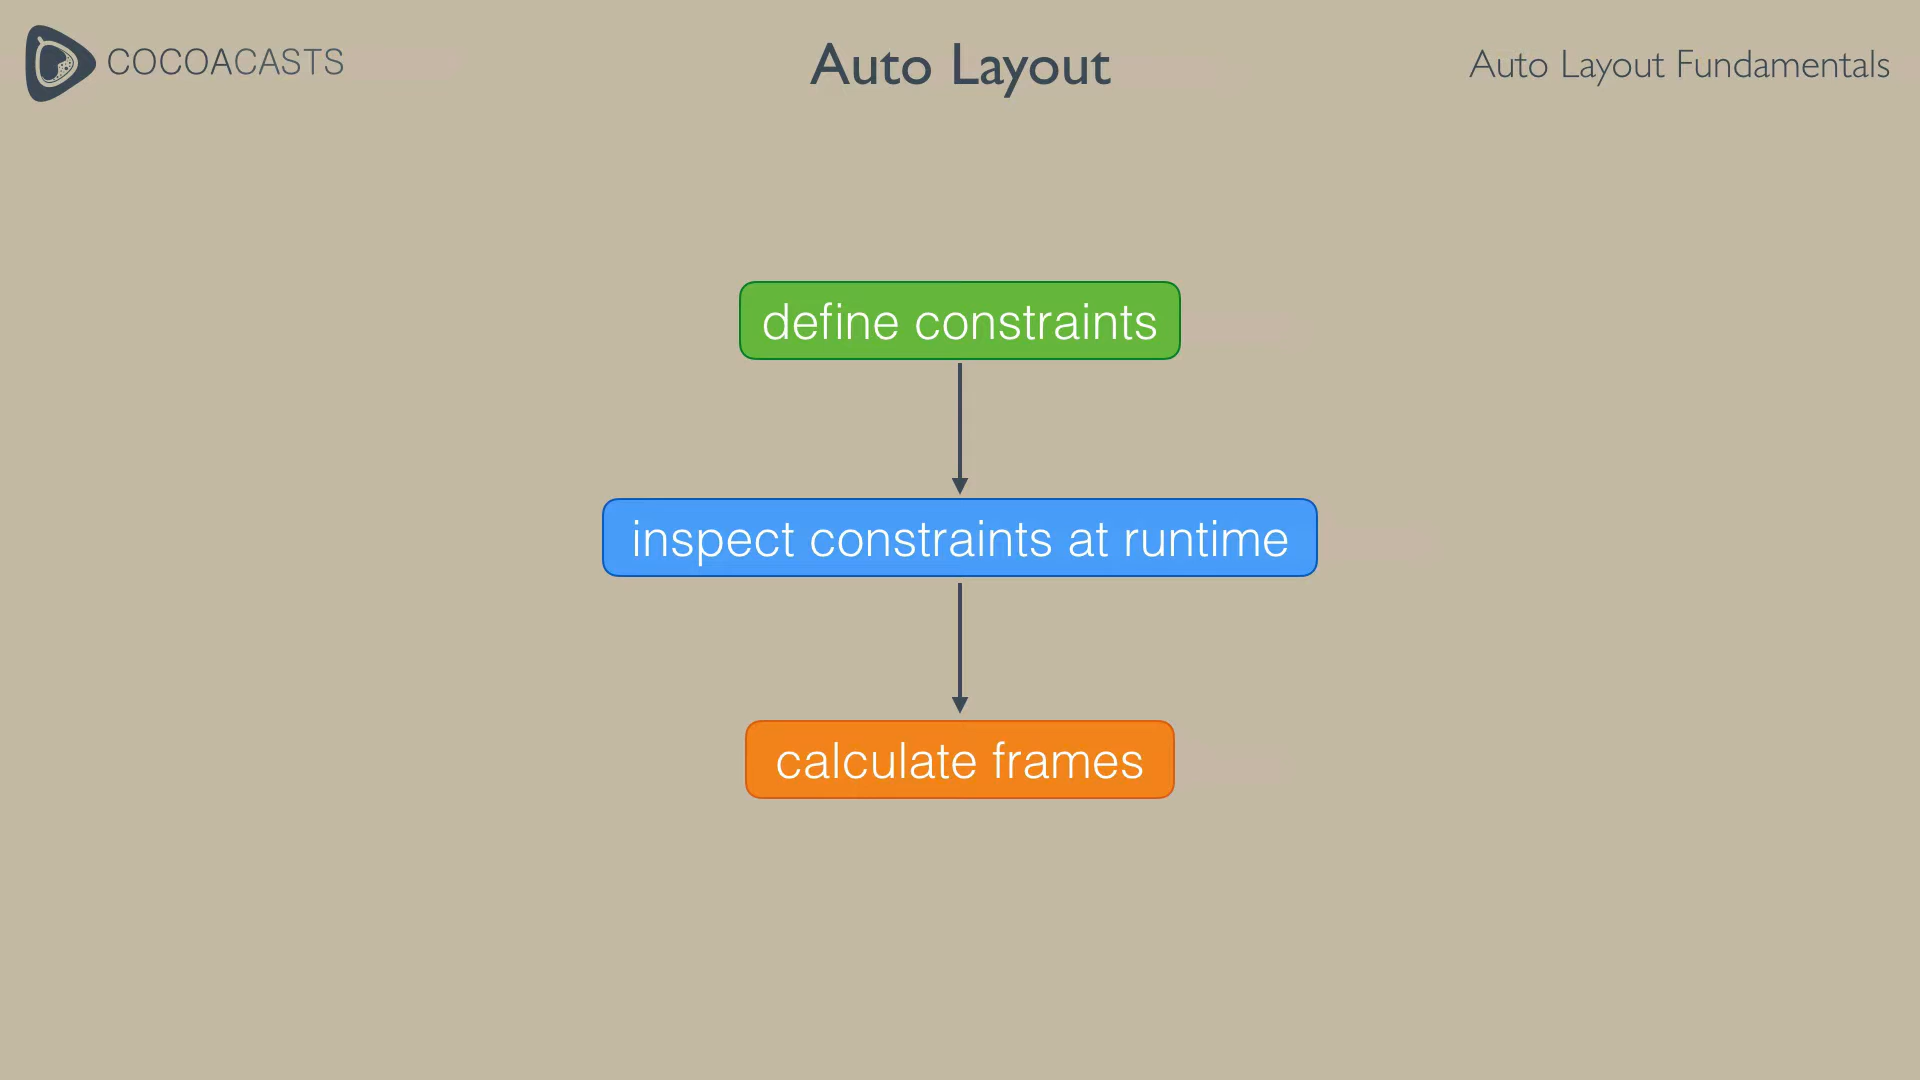 COCOACASTS
Auto Layout
Auto Layout Fundamentals
define constraints
inspect constraints at runtime
calculate frames